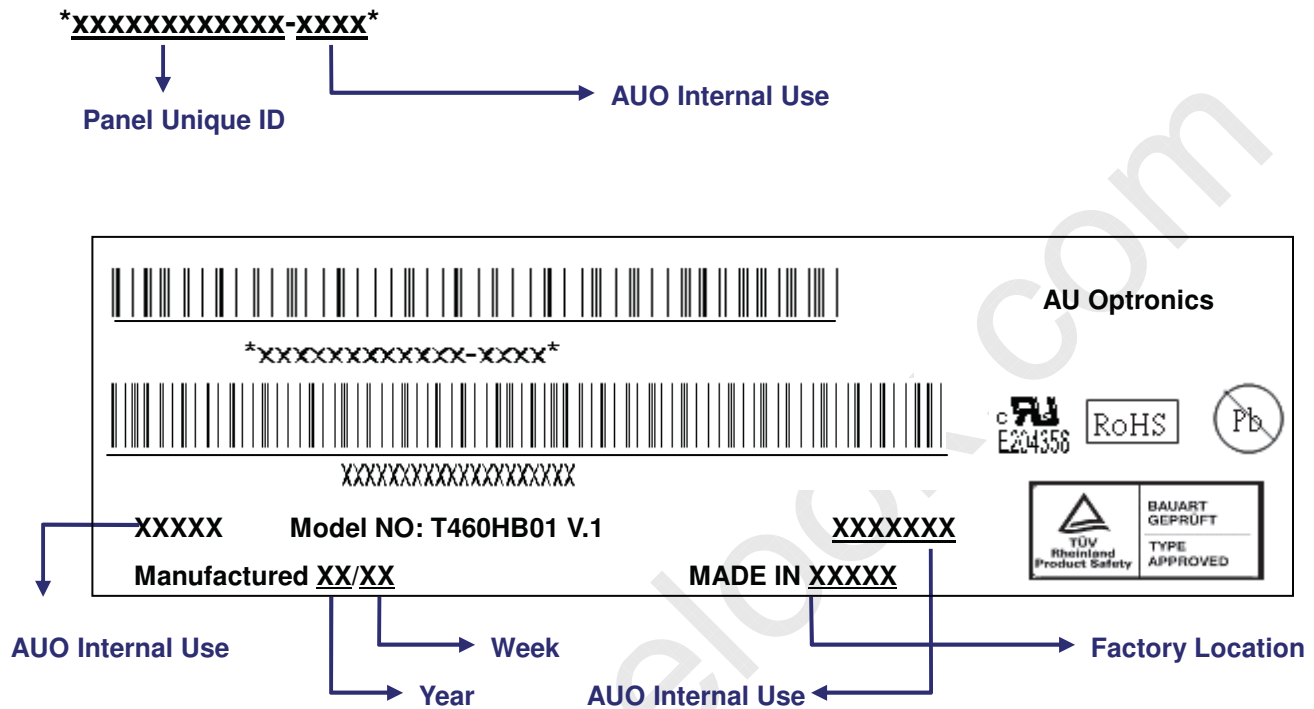 *xxxxxxxxxxxx-xxxx*
AUO Internal Use
Panel Unique ID
AU Optronics
*xxxxxxxxxxxx-xxxx*
c
E204356
RoHS
Pb
XXXXXXXXXXXXXXXXXXXX
XXXXX Model NO: T460HB01 V.1 XXXXXXX
Manufactured XX/XX MADE IN XXXXX
TÜV
Rheinland
Product Safety
BAUART
GEPRÜFT
TYPE
APPROVED
AUO Internal Use
Week
Factory Location
Year
AUO Internal Use